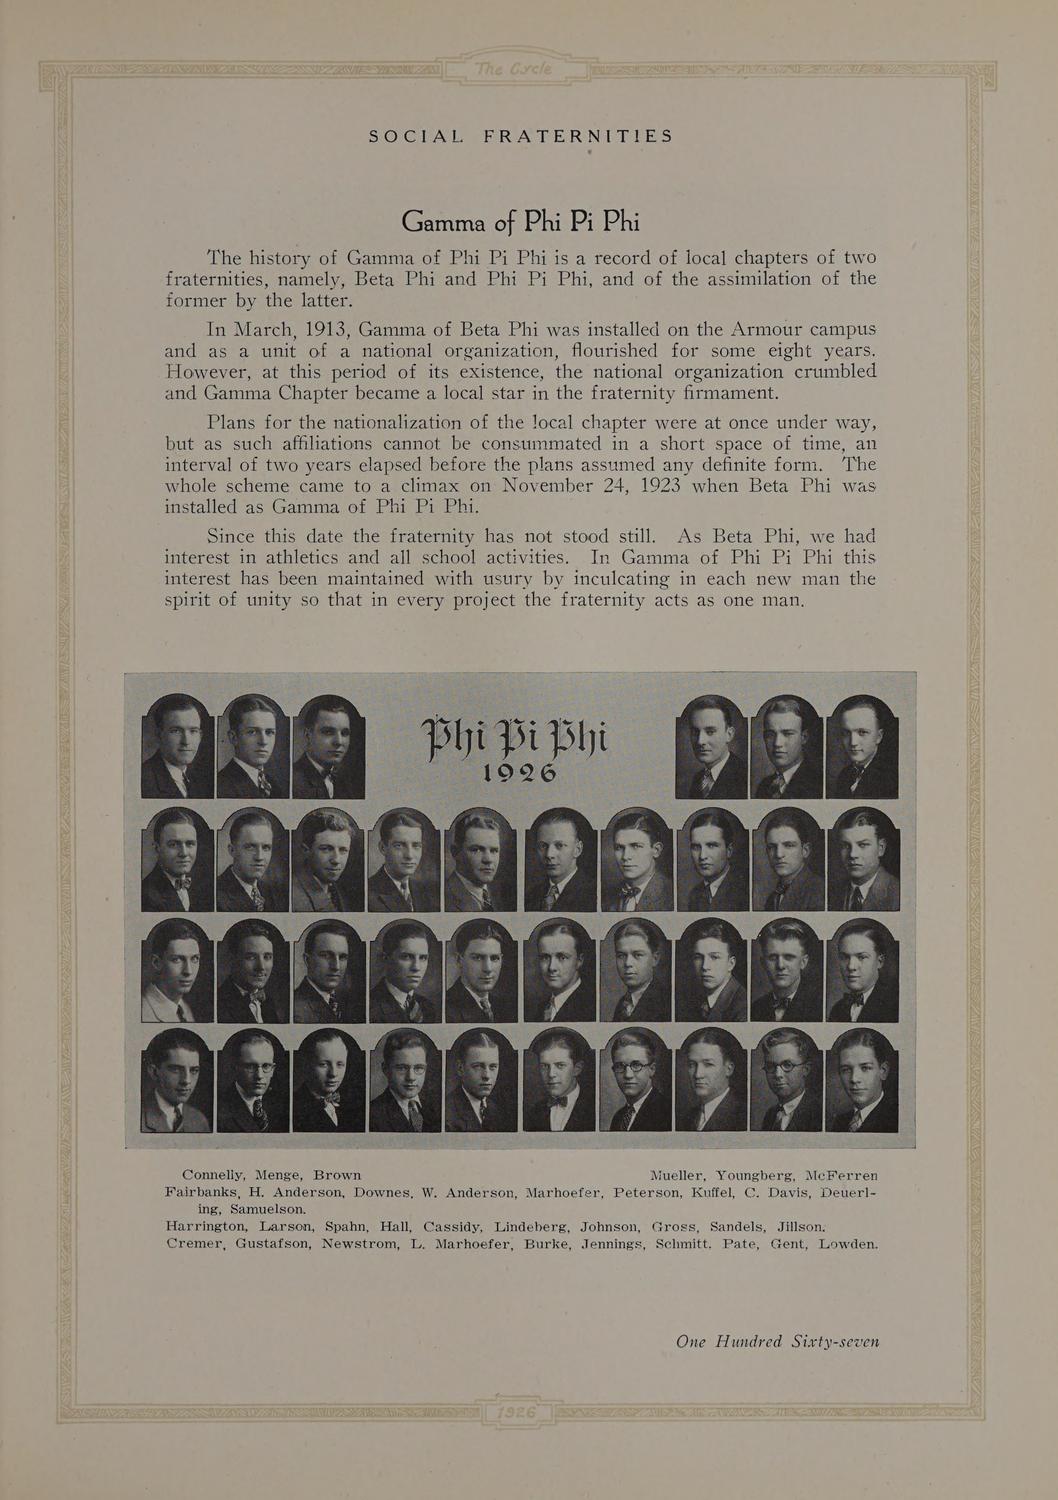 The Cycle
SOCIAL FRATERNITIES
Gamma of Phi Pi Phi
The history of Gamma of Phi Pi Phi is a record of local chapters of two
fraternities, namely, Beta Phi and Phi Pi Phi, and of the assimilation of the
former by the latter.
In March, 1913, Gamma of Beta Phi was installed on the Armour campus
and as a unit of a national organization, flourished for some eight years.
However, at this period of its existence, the national organization crumbled
and Gamma Chapter became a local star in the fraternity firmament.
Plans for the nationalization of the local chapter were at once under way,
but as such affiliations cannot be consummated in a short space of time, an
interval of two years elapsed before the plans assumed any definite form. The
whole scheme came to a climax on November 24, 1923 when Beta Phi was
installed as Gamma of Phi Pi Phi.
Since this date the fraternity has not stood still. As Beta Phi, we had
interest in athletics and all school activities. In Gamma of Phi Pi Phi this
interest has been maintained with usury by inculcating in each new man the
spirit of unity so that in every project the fraternity acts as one man.
Phi Pi Phi
1926
Connelly, Menge, Brown Mueller, Youngberg, McFerren
Fairbanks, H. Anderson, Downes, W. Anderson, Marhoefer, Peterson, Kuffel, C. Davis, Deuerl-
ing, Samuelson.
Harrington, Larson, Spahn, Hall, Cassidy, Lindeberg, Johnson, Gross, Sandels, Jillson.
Cremer, Gustafson, Newstrom, L. Marhoefer, Burke, Jennings, Schmitt, Pate, Gent, Lowden.
One Hundred Sixty-seven
1926